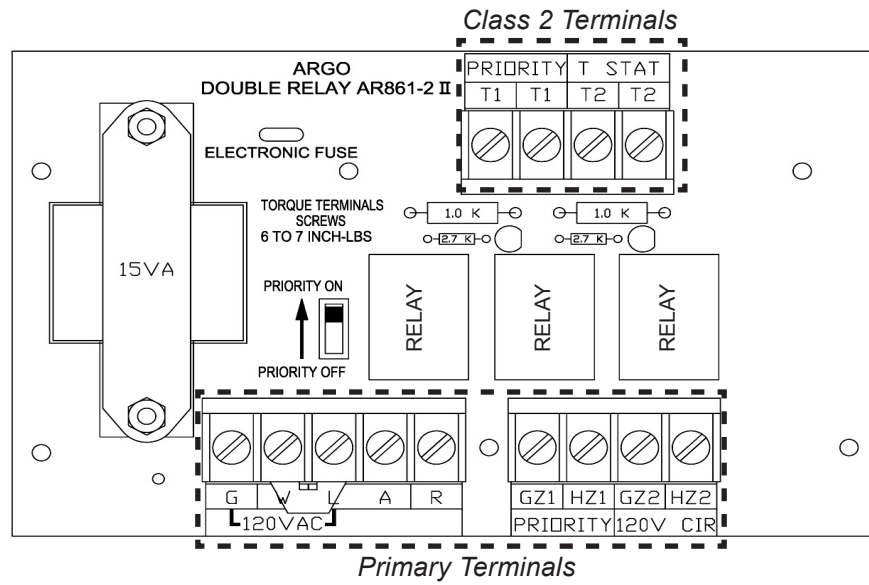 Class 2 Terminals
ARGO
DOUBLE RELAY AR861-2 II
PRIORITY T STAT
T1 T1 T2 T2
ELECTRONIC FUSE
TORQUE TERMINALS
SCREWS
6 TO 7 INCH-LBS
1.0 K 1.0 K
2.7 K 2.7 K
15VA
PRIORITY ON
RELAY RELAY RELAY
PRIORITY OFF
G W L A R GZ1 HZ1 GZ2 HZ2
120VAC PRIORITY 120V CIR
Primary Terminals